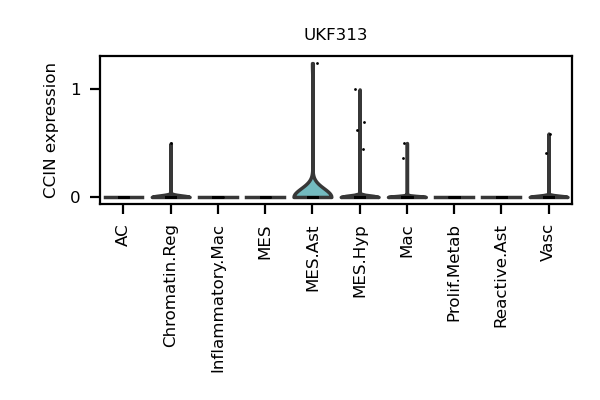 UKF313
CCIN expression
1
0
AC
Chromatin.Reg
Inflammatory.Mac
MES
MES.Ast
MES.Hyp
Mac
Prolif.Metab
Reactive.Ast
Vasc